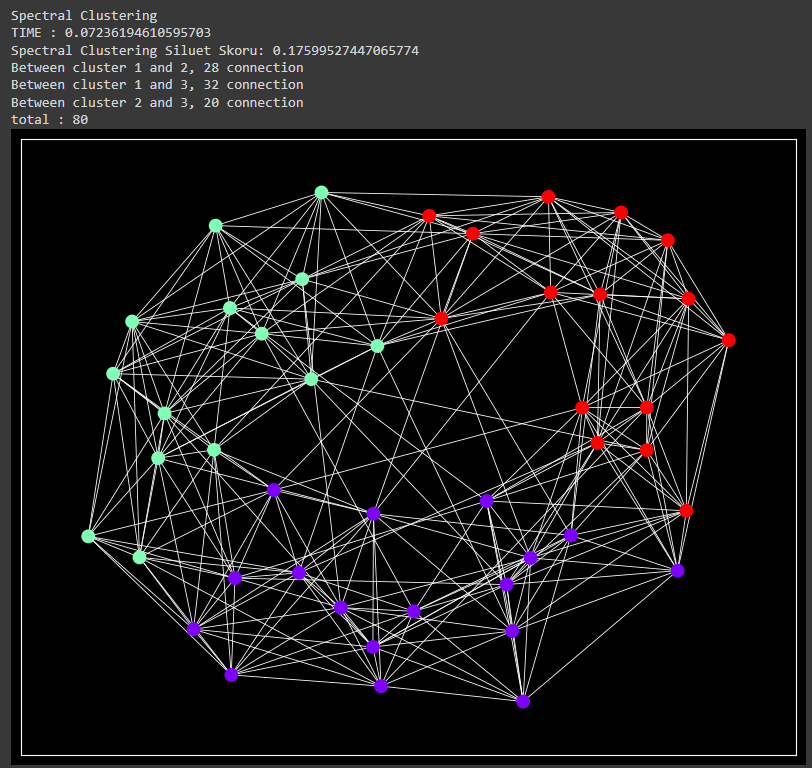 Spectral Clustering
TIME : 0.07236194610595703
Spectral Clustering Siluet Skoru: 0.17599527447065774
Between cluster 1 and 2, 28 connection
Between cluster 1 and 3, 32 connection
Between cluster 2 and 3, 20 connection
total : 80